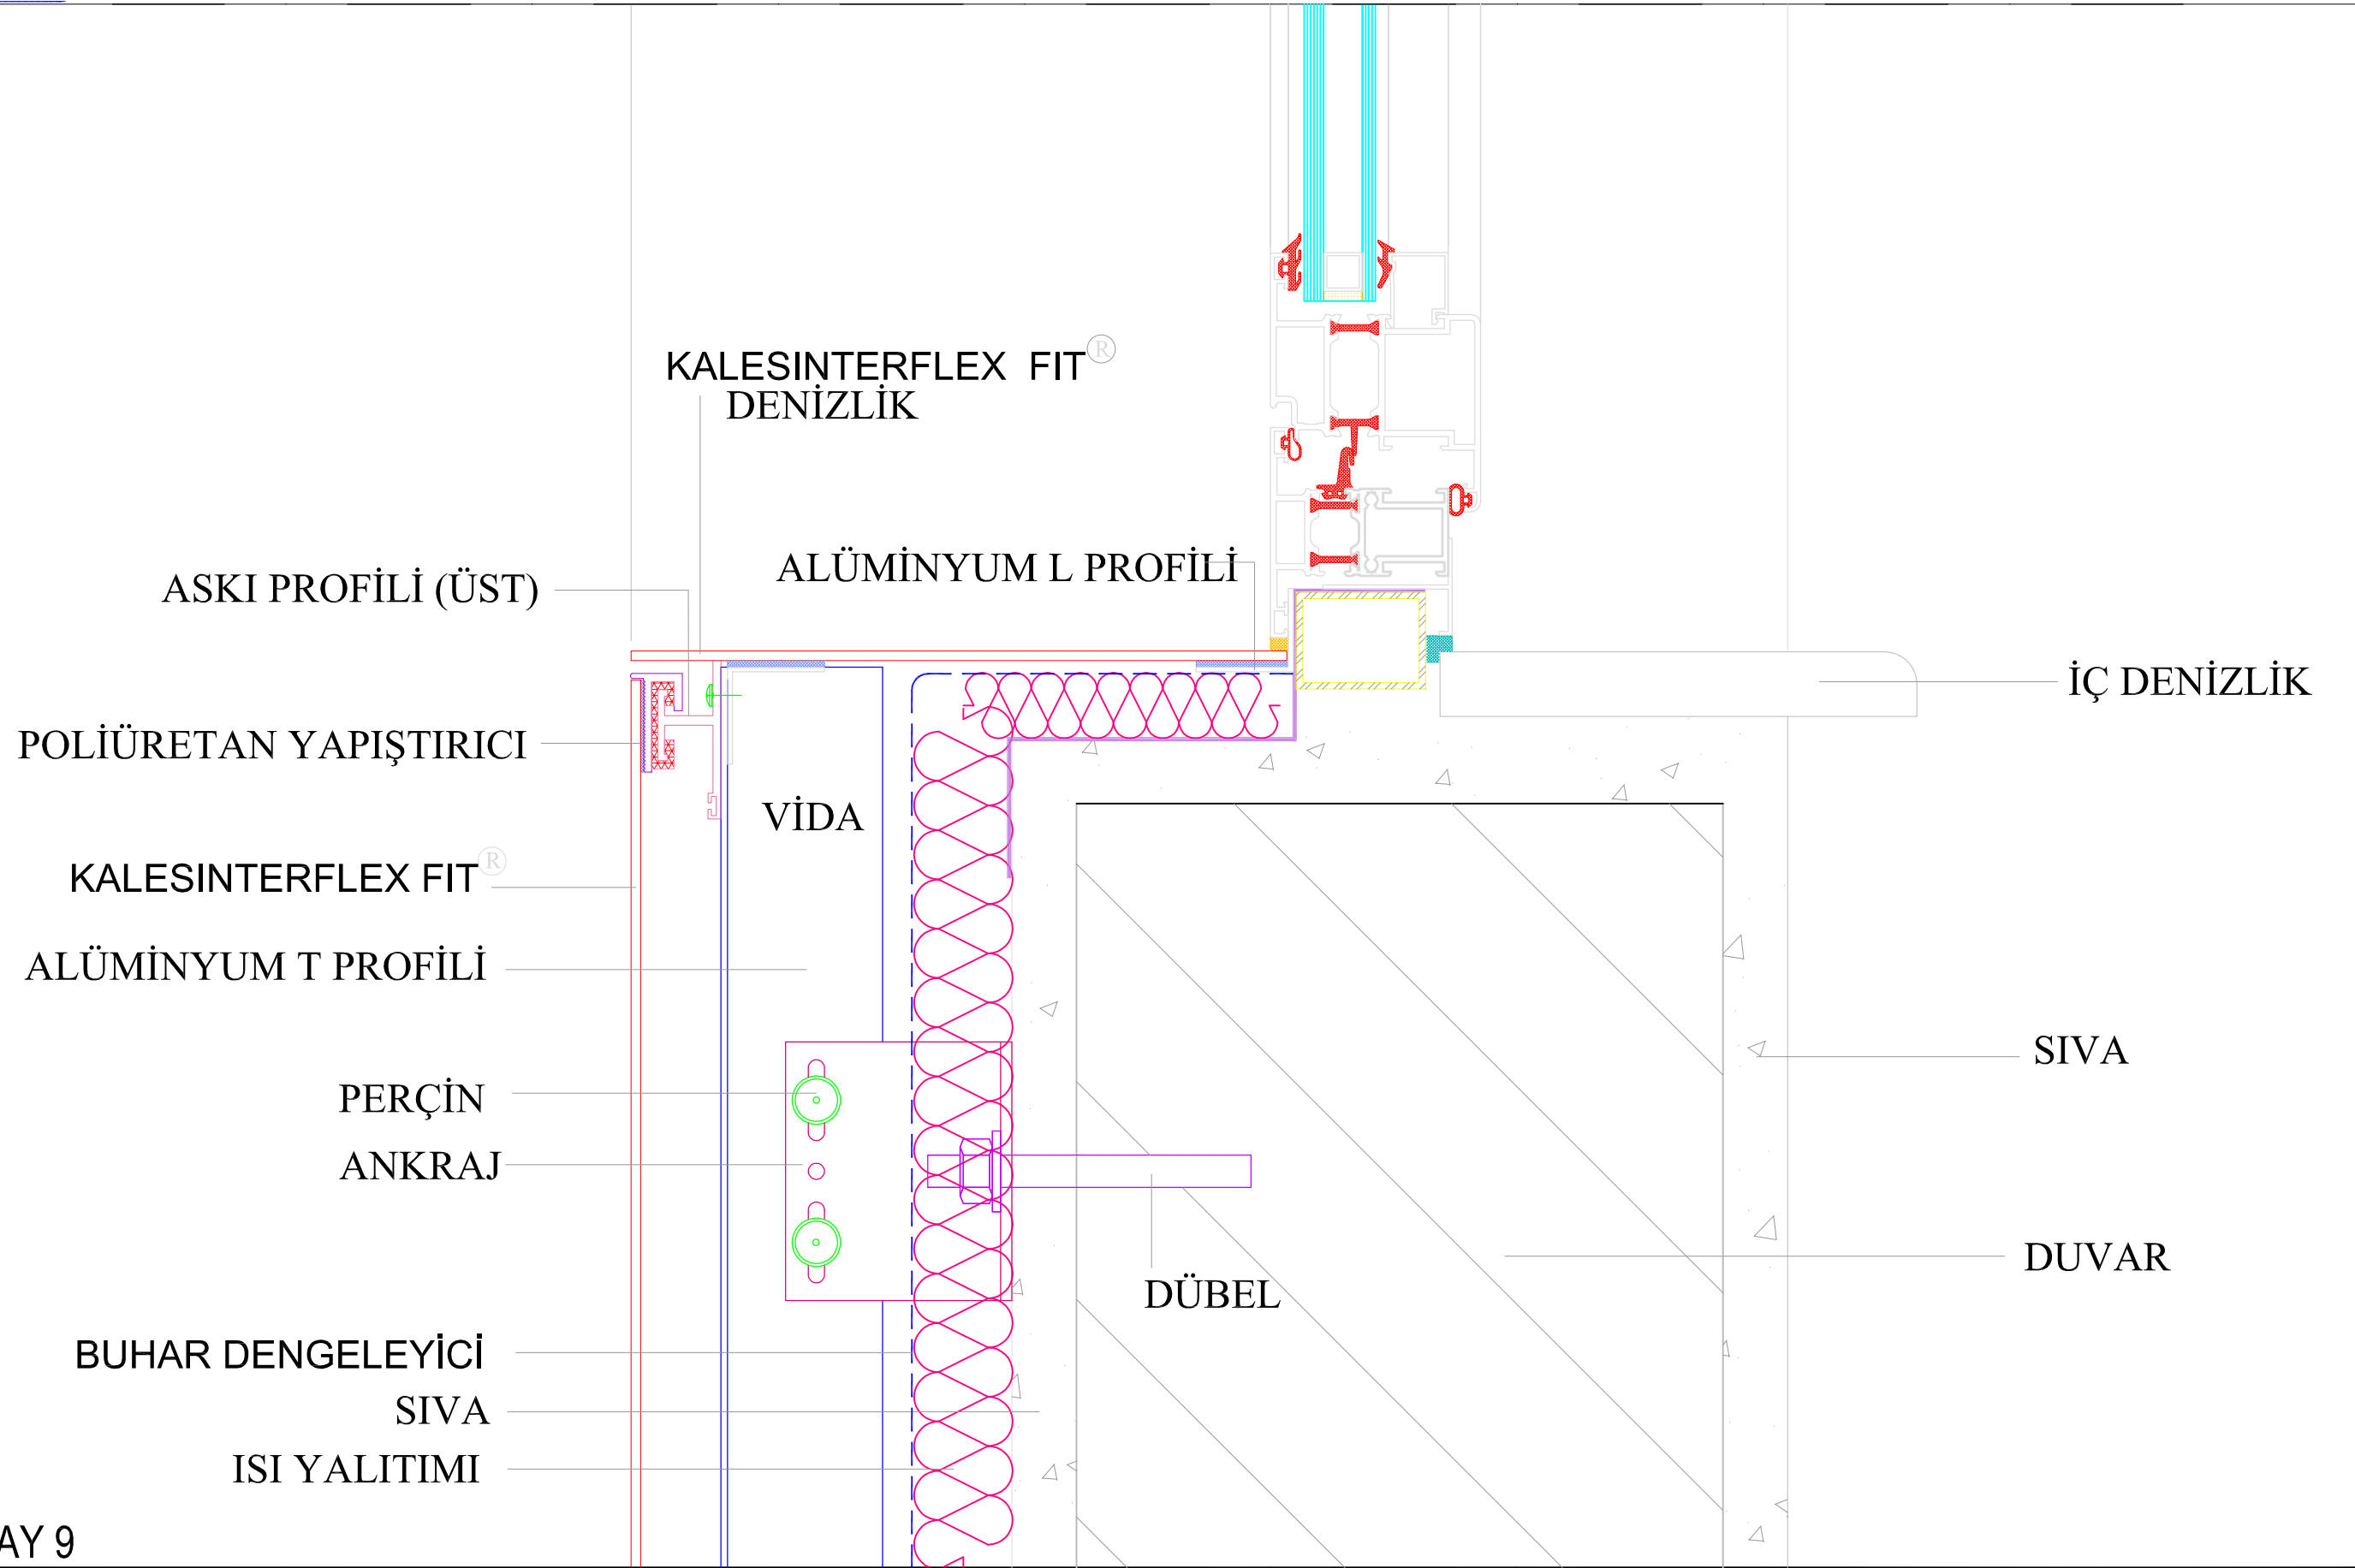 KALESINTERFLEX FIT®
DENİZLİK
ALÜMİNYUM L PROFİLİ
ASKI PROFİLİ (ÜST)
İÇ DENİZLİK
POLİÜRETAN YAPIŞTIRICI
VİDA
KALESINTERFLEX FIT®
ALÜMİNYUM T PROFİLİ
SIVA
PERÇİN
ANKRAJ
DUVAR
DÜBEL
BUHAR DENGELEYİCİ
SIVA
ISI YALITIMI
AY 9